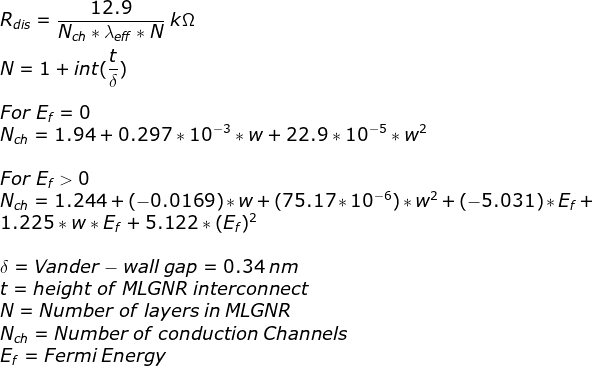 R_dis = 12.9 / (N_ch * λ_eff * N) kΩ
N = 1 + int(t/δ)
For E_f = 0
N_ch = 1.94 + 0.297 * 10^−3 * w + 22.9 * 10^−5 * w^2
For E_f > 0
N_ch = 1.244 + (−0.0169) * w + (75.17 * 10^−6) * w^2 + (−5.031) * E_f +
1.225 * w * E_f + 5.122 * (E_f)^2
δ = Vander − wall gap = 0.34 nm
t = height of MLGNR interconnect
N = Number of layers in MLGNR
N_ch = Number of conduction Channels
E_f = Fermi Energy